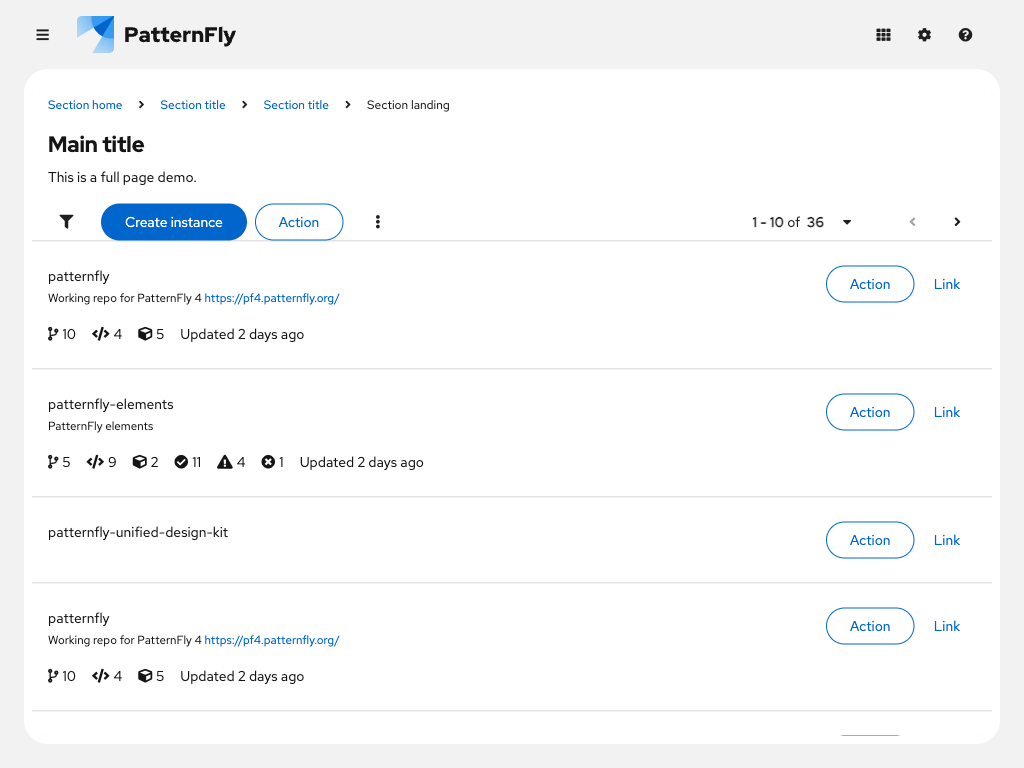 PatternFly
Section home Section title Section title Section landing
Main title
This is a full page demo.
Create instance Action 1 - 10 of 36
patternfly Action Link
Working repo for PatternFly 4 https://pf4.patternfly.org/
10 4 5 Updated 2 days ago
patternfly-elements Action Link
PatternFly elements
5 9 2 11 4 1 Updated 2 days ago
patternfly-unified-design-kit Action Link
patternfly Action Link
Working repo for PatternFly 4 https://pf4.patternfly.org/
10 4 5 Updated 2 days ago